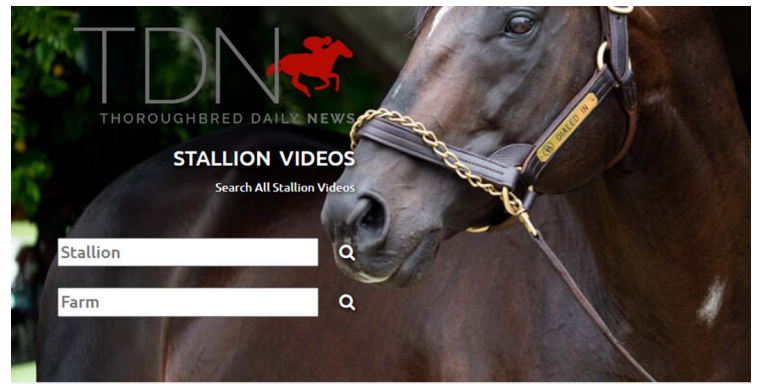 TDN
THOROUGHBRED DAILY NEWS
DIALED IN
STALLION VIDEOS
Search All Stallion Videos
Stallion
Farm